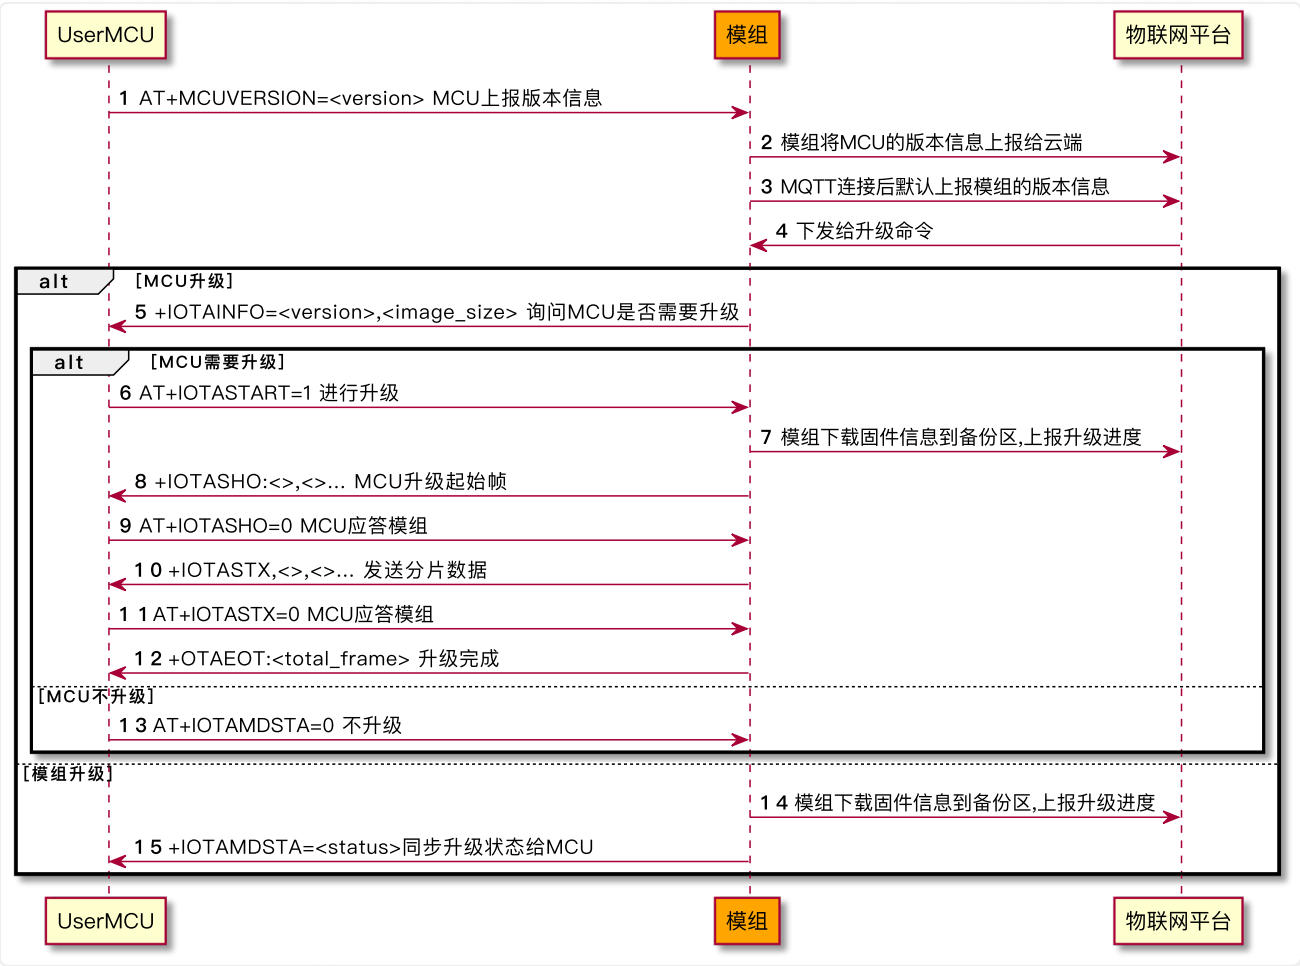 UserMCU 模组 物联网平台
1 AT+MCUVERSION=<version> MCU上报版本信息
2 模组将MCU的版本信息上报给云端
3 MQTT连接后默认上报模组的版本信息
4 下发给升级命令
alt [MCU升级]
5 +IOTAINFO=<version>,<image_size> 询问MCU是否需要升级
alt [MCU需要升级]
6 AT+IOTASTART=1 进行升级
7 模组下载固件信息到备份区,上报升级进度
8 +IOTASHO:<>,<>... MCU升级起始帧
9 AT+IOTASHO=0 MCU应答模组
10 +IOTASTX,<>,<>... 发送分片数据
11 AT+IOTASTX=0 MCU应答模组
12 +OTAEOT:<total_frame> 升级完成
[MCU不升级]
13 AT+IOTAMDSTA=0 不升级
[模组升级]
14 模组下载固件信息到备份区,上报升级进度
15 +IOTAMDSTA=<status>同步升级状态给MCU
UserMCU 模组 物联网平台